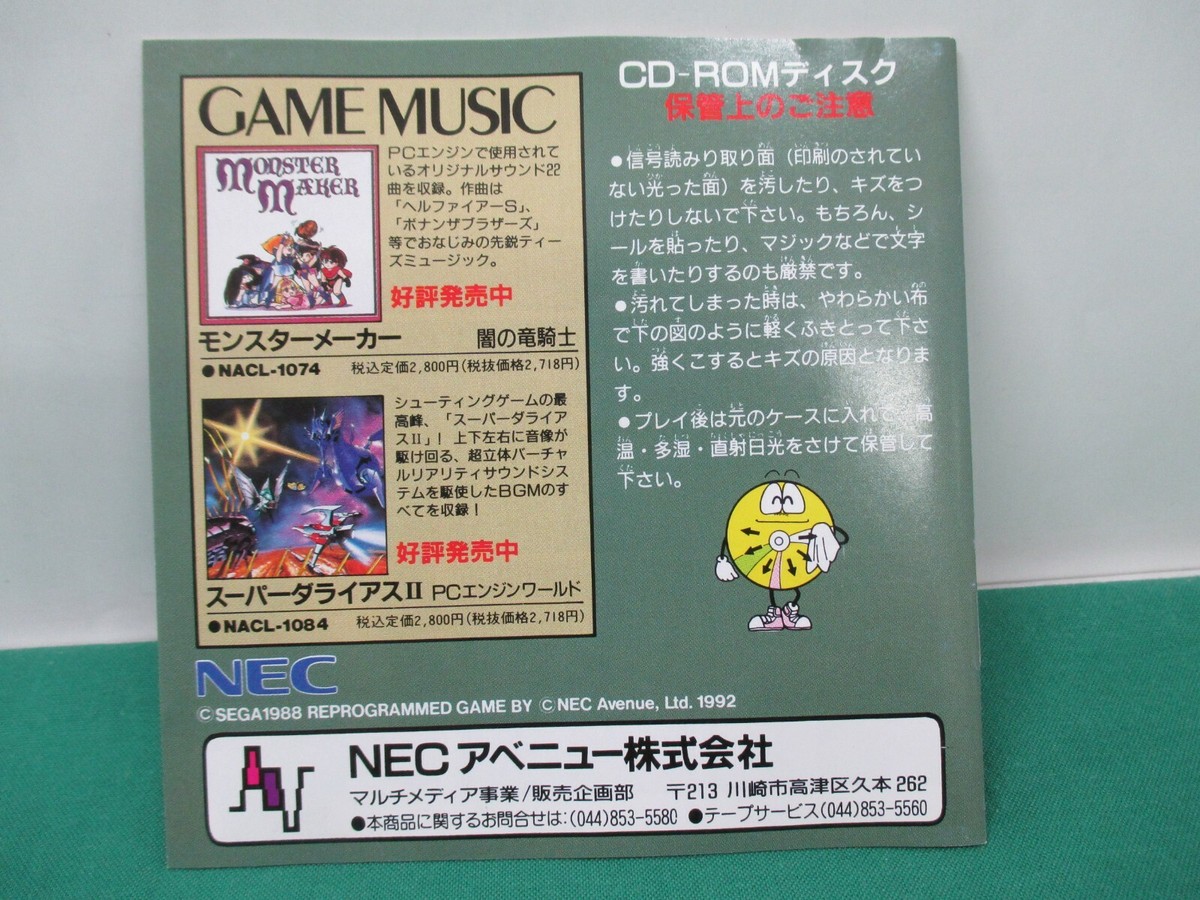 GAME MUSIC
MONSTER
MAKER
PCエンジンで使用されて
いるオリジナルサウンド22
曲を収録。作曲は
「ヘルファイアーS」、
「ボナンザブラザーズ」
等でおなじみの先鋭ティー
ズミュージック。
好評発売中
モンスターメーカー 闇の竜騎士
●NACL-1074 税込定価2,800円(税抜価格2,718円)
シューティングゲームの最
高峰、「スーパーダライア
スII」! 上下左右に音像が
駆け回る、超立体バーチャ
ルリアリティサウンドシス
テムを駆使したBGMのす
べてを収録!
好評発売中
スーパーダライアスII PCエンジンワールド
●NACL-1084 税込定価2,800円(税抜価格2,718円)
CD-ROMディスク
保管上のご注意
●信号読みり取り面（印刷のされてい
ない光った面）を汚したり、キズをつ
けたりしないで下さい。もちろん、シ
ールを貼ったり、マジックなどで文字
を書いたりするのも厳禁です。
●汚れてしまった時は、やわらかい布
で下の図のように軽くふきとって下さ
い。強くこするとキズの原因となりま
す。
●プレイ後は元のケースに入れて、高
温・多湿・直射日光をさけて保管して
下さい。
NEC
©SEGA1988 REPROGRAMMED GAME BY ©NEC Avenue, Ltd. 1992
NECアベニュー株式会社
マルチメディア事業/販売企画部 〒213 川崎市高津区久本262
●本商品に関するお問合せは:(044)853-5580 ●テープサービス(044)853-5560